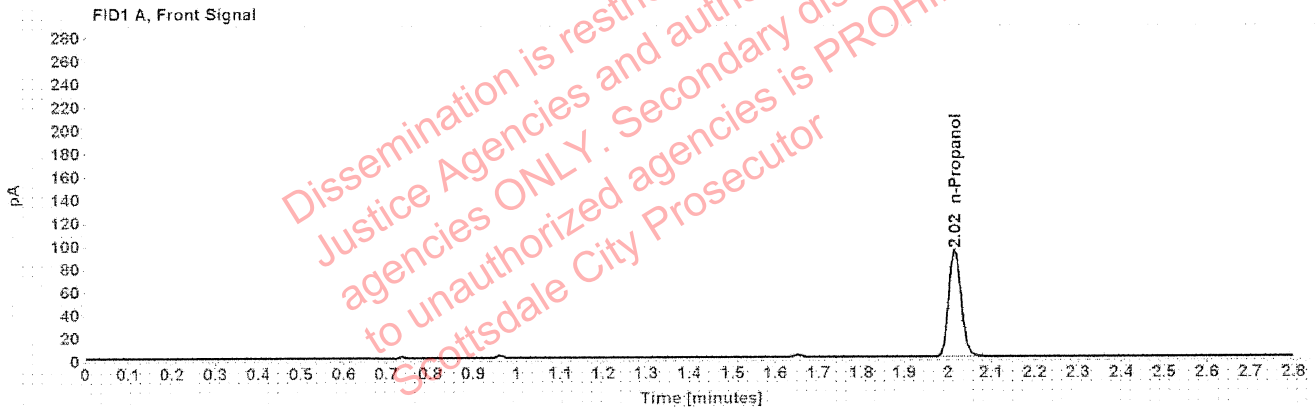 FID1 A, Front Signal
280
260
240
220
200
180
160
140
120
100
80
60
40
20
0
pA
2.02 n-Propanol
0 0.1 0.2 0.3 0.4 0.5 0.6 0.7 0.8 0.9 1 1.1 1.2 1.3 1.4 1.5 1.6 1.7 1.8 1.9 2 2.1 2.2 2.3 2.4 2.5 2.6 2.7 2.8
Time [minutes]
Dissemination is
Justice Agencies and
agencies ONLY. Secondary
to unauthorized agencies is
Scottsdale City Prosecutor